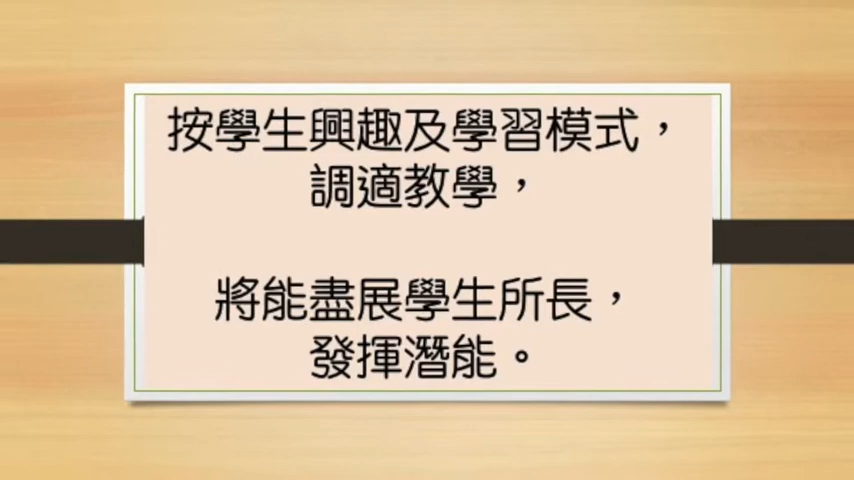 按學生興趣及學習模式，
調適教學，
將能盡展學生所長，
發揮潛能。